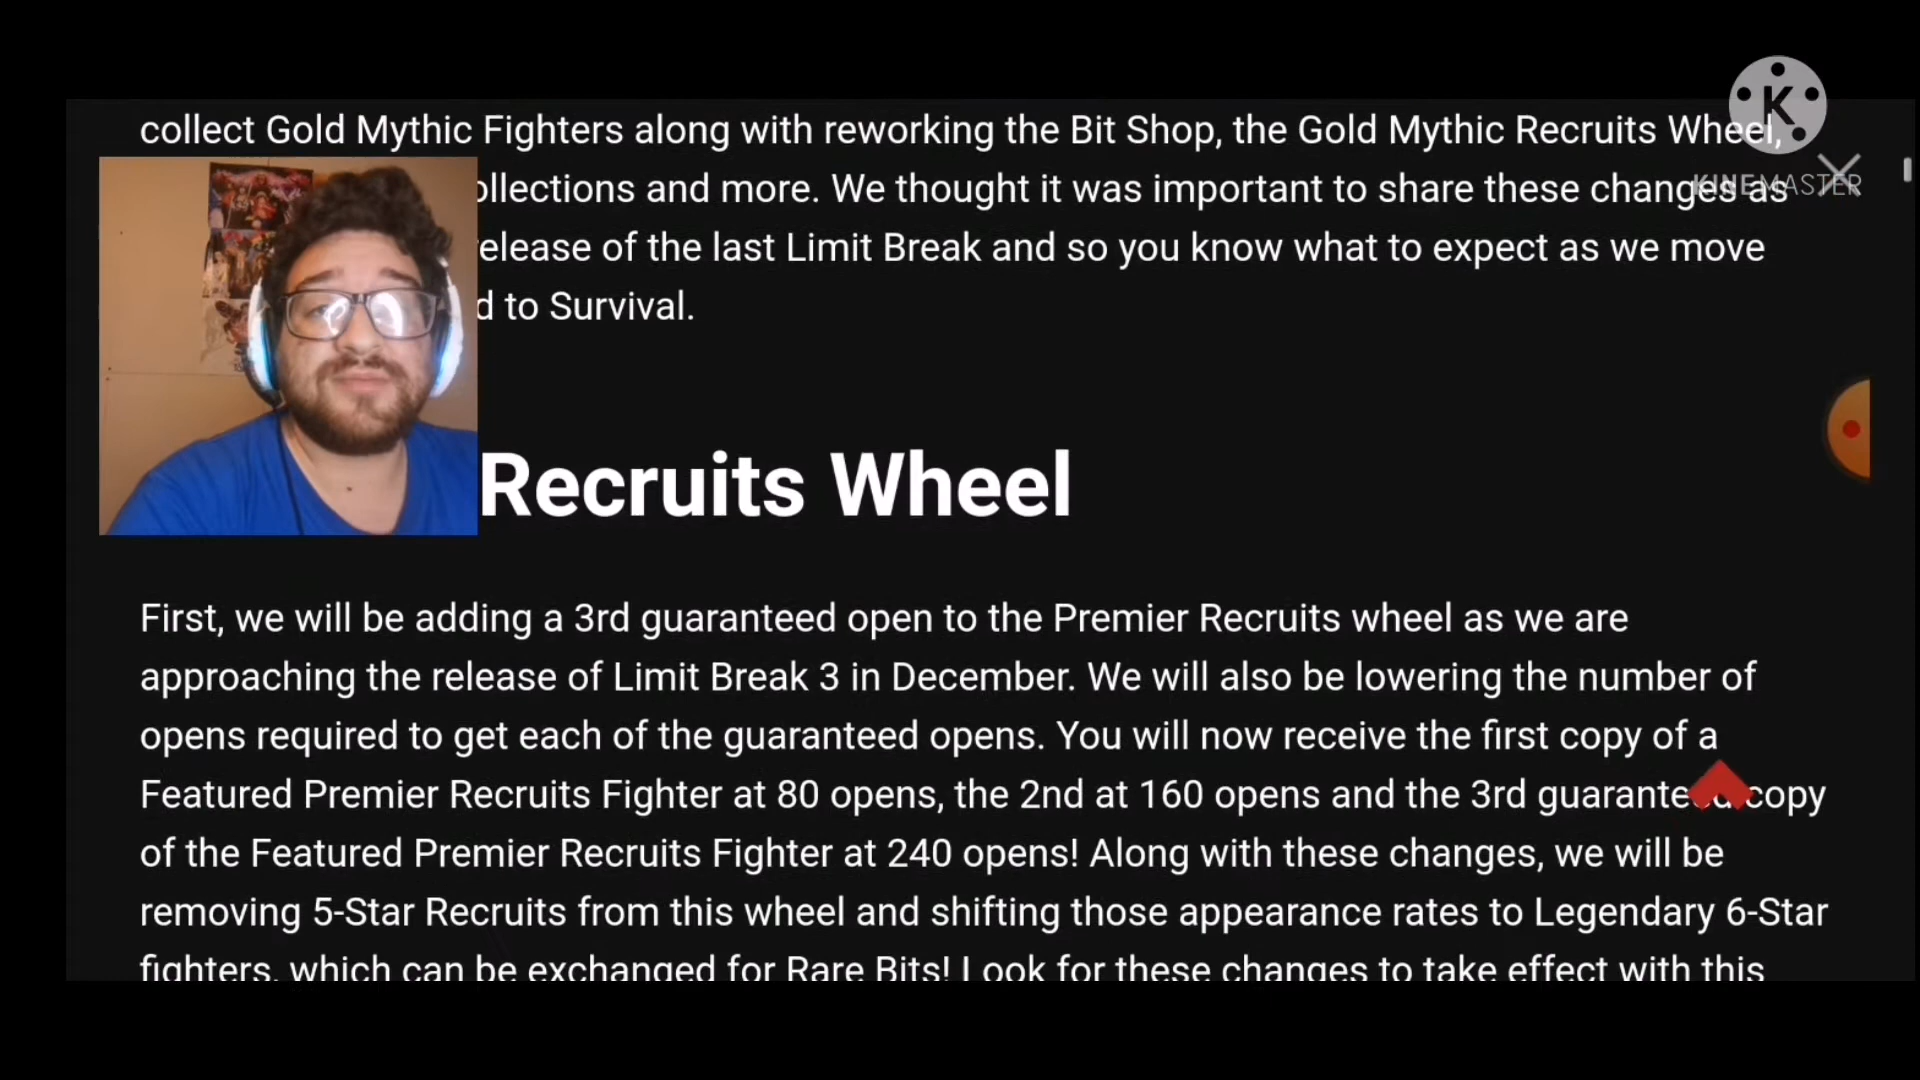 collect Gold Mythic Fighters along with reworking the Bit Shop, the Gold Mythic Recruits Wheel,
K
KINEMASTER
ollections and more. We thought it was important to share these changes as
elease of the last Limit Break and so you know what to expect as we move
d to Survival.
Recruits Wheel
First, we will be adding a 3rd guaranteed open to the Premier Recruits wheel as we are
approaching the release of Limit Break 3 in December. We will also be lowering the number of
opens required to get each of the guaranteed opens. You will now receive the first copy of a
Featured Premier Recruits Fighter at 80 opens, the 2nd at 160 opens and the 3rd guaranteed copy
of the Featured Premier Recruits Fighter at 240 opens! Along with these changes, we will be
removing 5-Star Recruits from this wheel and shifting those appearance rates to Legendary 6-Star
fighters, which can be exchanged for Rare Bits! Look for these changes to take effect with this